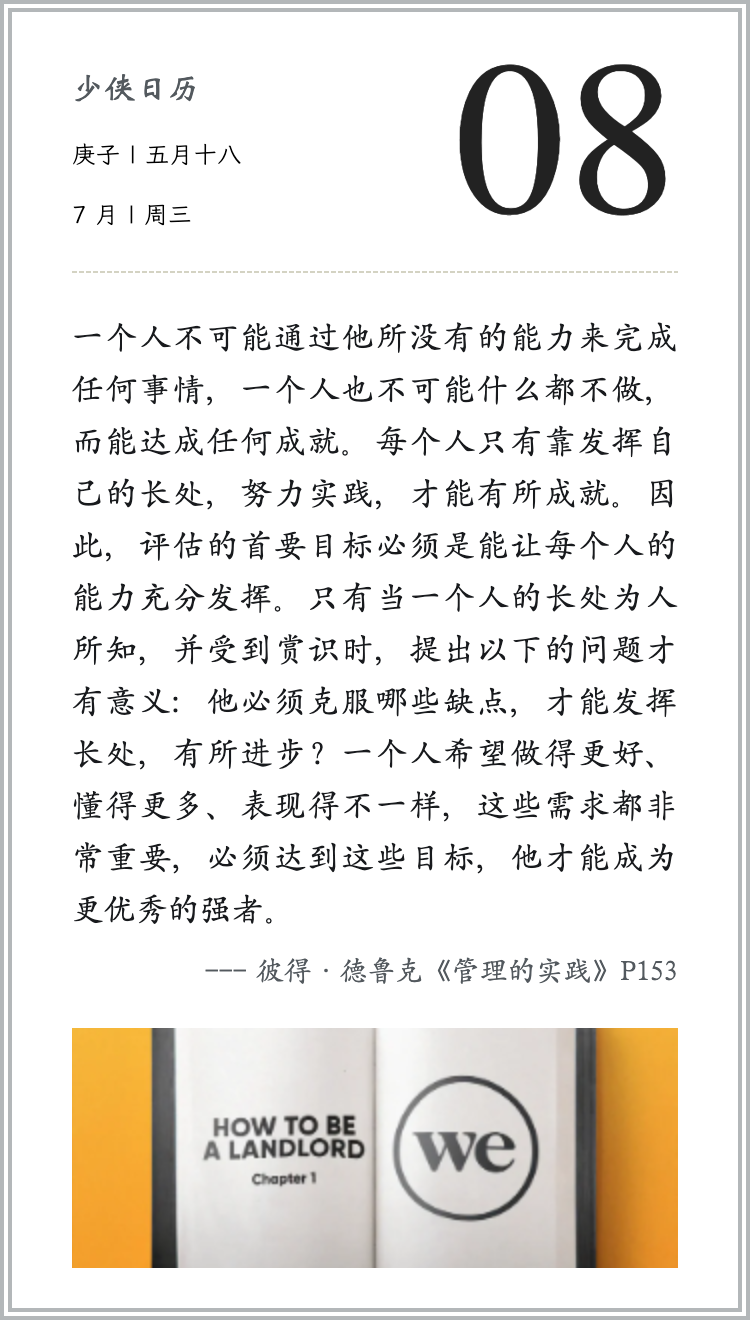 少侠日历
08
庚子 | 五月十八
7 月 | 周三
一个人不可能通过他所没有的能力来完成
任何事情，一个人也不可能什么都不做，
而能达成任何成就。每个人只有靠发挥自
己的长处，努力实践，才能有所成就。因
此，评估的首要目标必须是能让每个人的
能力充分发挥。只有当一个人的长处为人
所知，并受到赏识时，提出以下的问题才
有意义：他必须克服哪些缺点，才能发挥
长处，有所进步？一个人希望做得更好、
懂得更多、表现得不一样，这些需求都非
常重要，必须达到这些目标，他才能成为
更优秀的强者。
--- 彼得 · 德鲁克《管理的实践》P153
HOW TO BE
A LANDLORD
Chapter 1
we